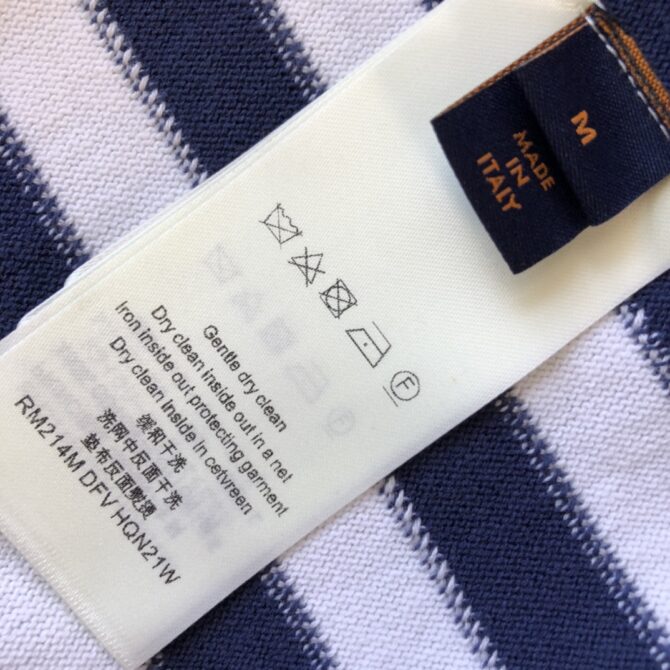 M
MADE
IN
ITALY
F
Gentle dry clean
Dry clean inside out in a net
Iron inside out protecting garment
Dry clean inside in cetvreen
缓和干洗
洗网中反面干洗
垫布反面熨烫
RM214M DFV HQN21W